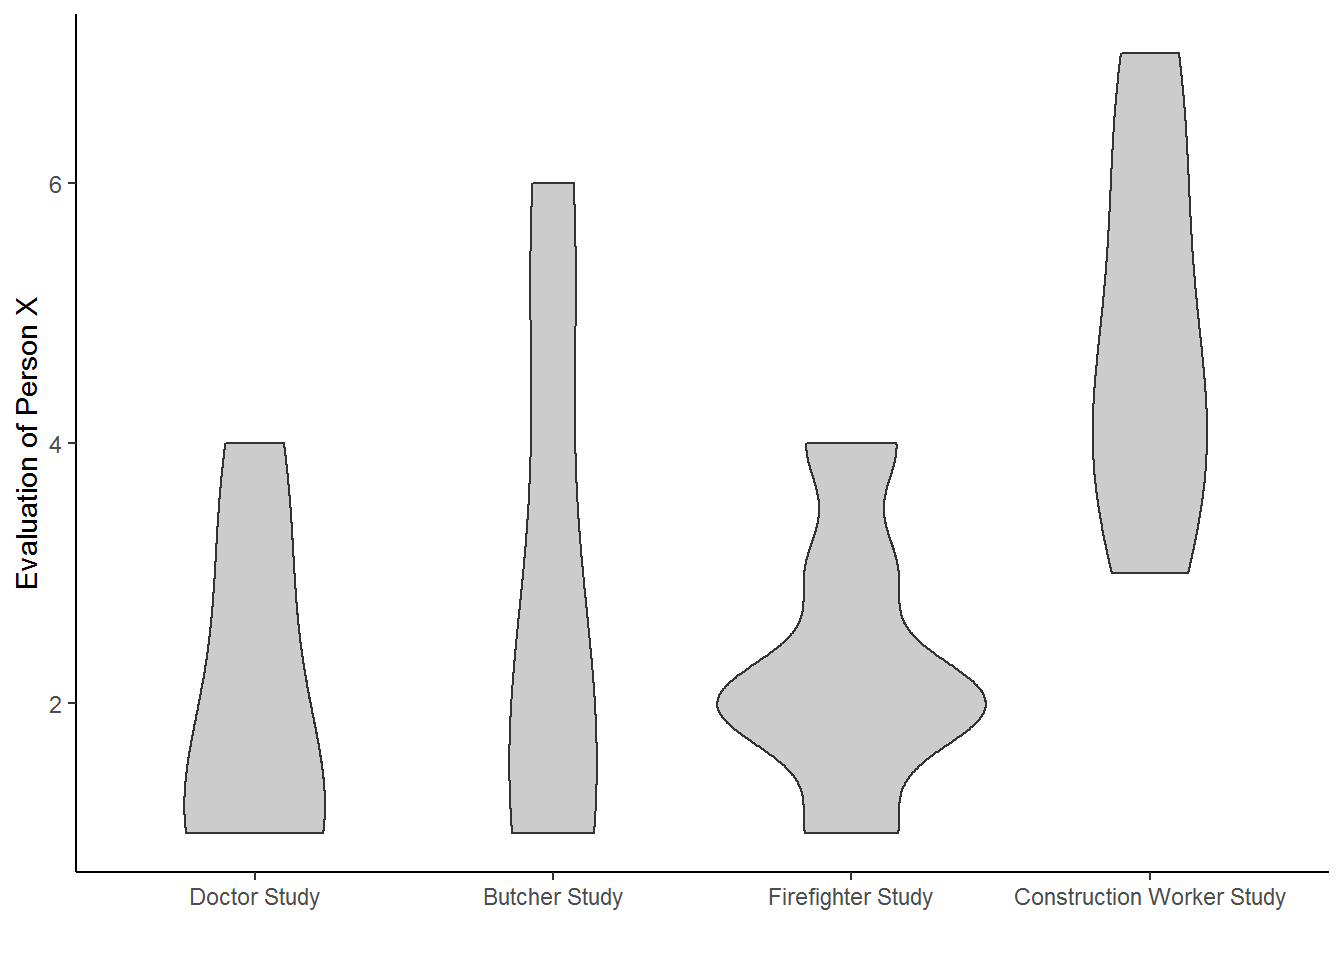 Evaluation of Person X
6
4
2
Doctor Study
Butcher Study
Firefighter Study
Construction Worker Study